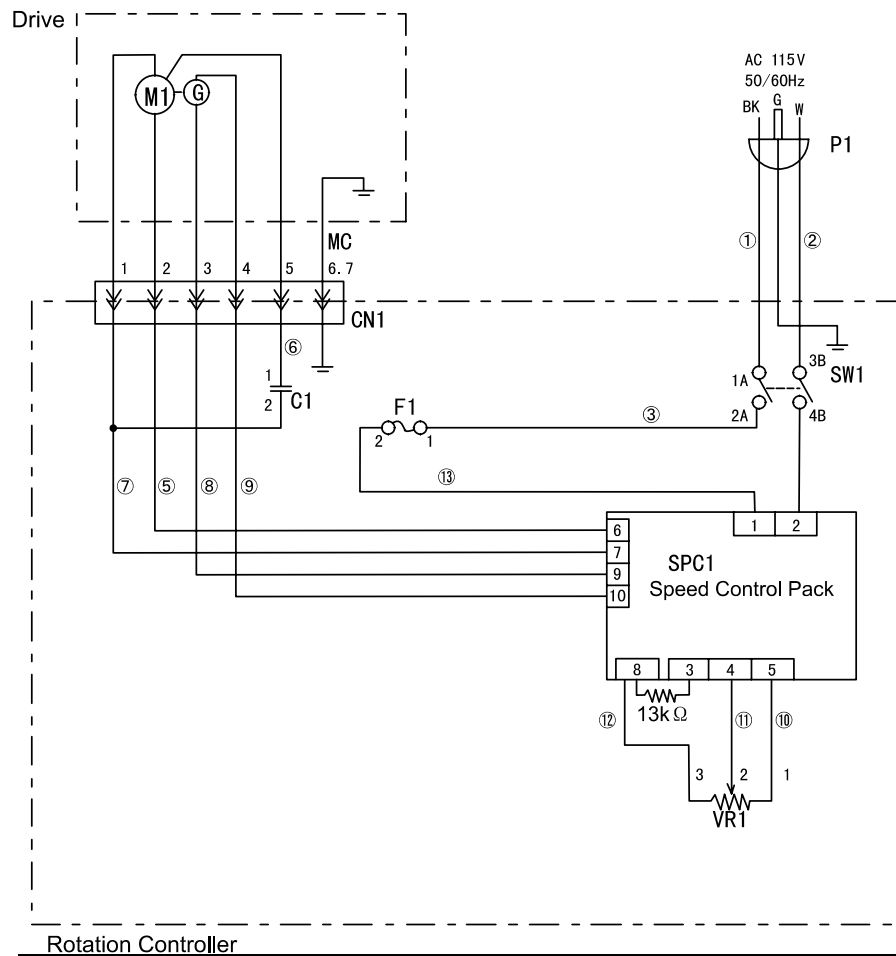 Drive
AC 115V
50/60Hz
BK G W
P1
M1 G
① ②
MC
1 2 3 4 5 6.7
CN1
⑥
1
2 C1
3B
1A SW1
2A 4B
F1
2 1 ③
⑦ ⑤ ⑧ ⑨ ⑬
1 2
6
7
9
10
SPC1
Speed Control Pack
8 3 4 5
13kΩ
⑫ ⑪ ⑩
3 2 1
VR1
Rotation Controller